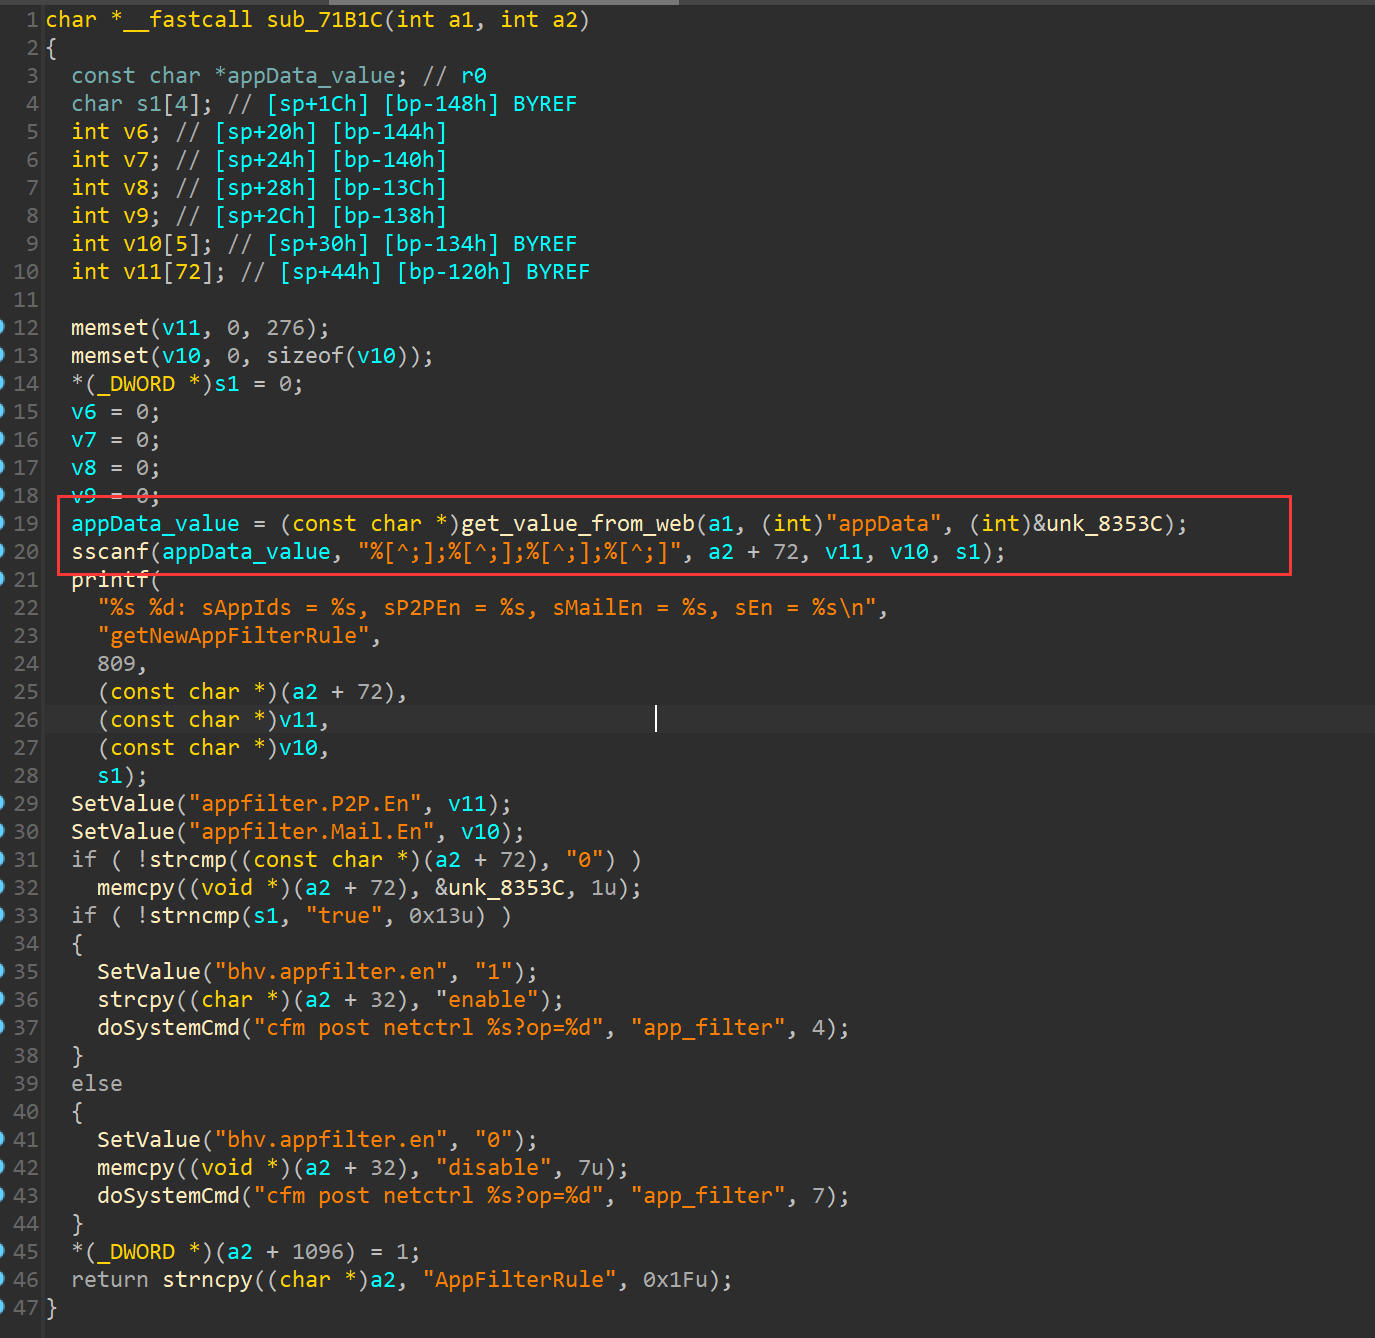 1 char *__fastcall sub_71B1C(int a1, int a2)
2 {
3   const char *appData_value; // r0
4   char s1[4]; // [sp+1Ch] [bp-148h] BYREF
5   int v6; // [sp+20h] [bp-144h]
6   int v7; // [sp+24h] [bp-140h]
7   int v8; // [sp+28h] [bp-13Ch]
8   int v9; // [sp+2Ch] [bp-138h]
9   int v10[5]; // [sp+30h] [bp-134h] BYREF
10   int v11[72]; // [sp+44h] [bp-120h] BYREF
11
12   memset(v11, 0, 276);
13   memset(v10, 0, sizeof(v10));
14   *(_DWORD *)s1 = 0;
15   v6 = 0;
16   v7 = 0;
17   v8 = 0;
18   v9 = 0;
19   appData_value = (const char *)get_value_from_web(a1, (int)"appData", (int)&unk_8353C);
20   sscanf(appData_value, "%[^;];%[^;];%[^;];%[^;]", a2 + 72, v11, v10, s1);
21   printf(
22     "%s %d: sAppIds = %s, sP2PEn = %s, sMailEn = %s, sEn = %s\n",
23     "getNewAppFilterRule",
24     809,
25     (const char *)(a2 + 72),
26     (const char *)v11,
27     (const char *)v10,
28     s1);
29   SetValue("appfilter.P2P.En", v11);
30   SetValue("appfilter.Mail.En", v10);
31   if ( !strcmp((const char *)(a2 + 72), "0") )
32     memcpy((void *)(a2 + 72), &unk_8353C, 1u);
33   if ( !strncmp(s1, "true", 0x13u) )
34   {
35     SetValue("bhv.appfilter.en", "1");
36     strcpy((char *)(a2 + 32), "enable");
37     doSystemCmd("cfm post netctrl %s?op=%d", "app_filter", 4);
38   }
39   else
40   {
41     SetValue("bhv.appfilter.en", "0");
42     memcpy((void *)(a2 + 32), "disable", 7u);
43     doSystemCmd("cfm post netctrl %s?op=%d", "app_filter", 7);
44   }
45   *(_DWORD *)(a2 + 1096) = 1;
46   return strncpy((char *)a2, "AppFilterRule", 0x1Fu);
47 }